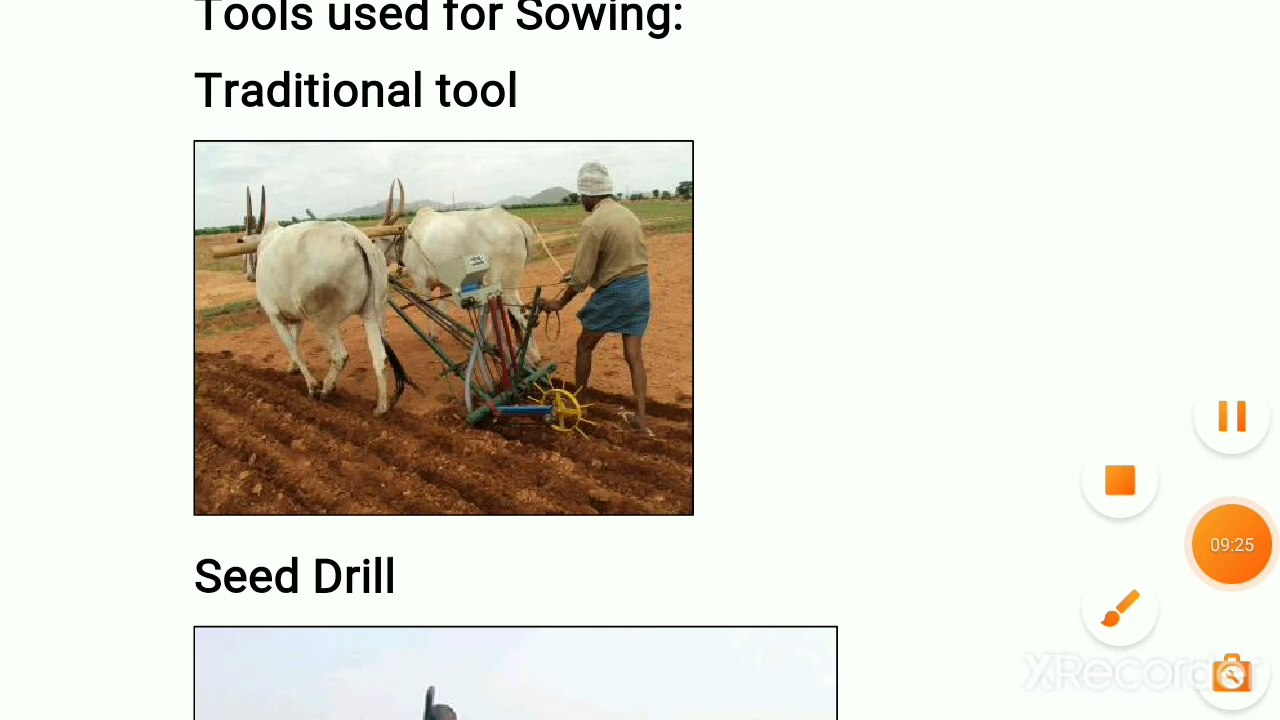 Tools used for Sowing:
Traditional tool
Seed Drill
09:25
XRecorder